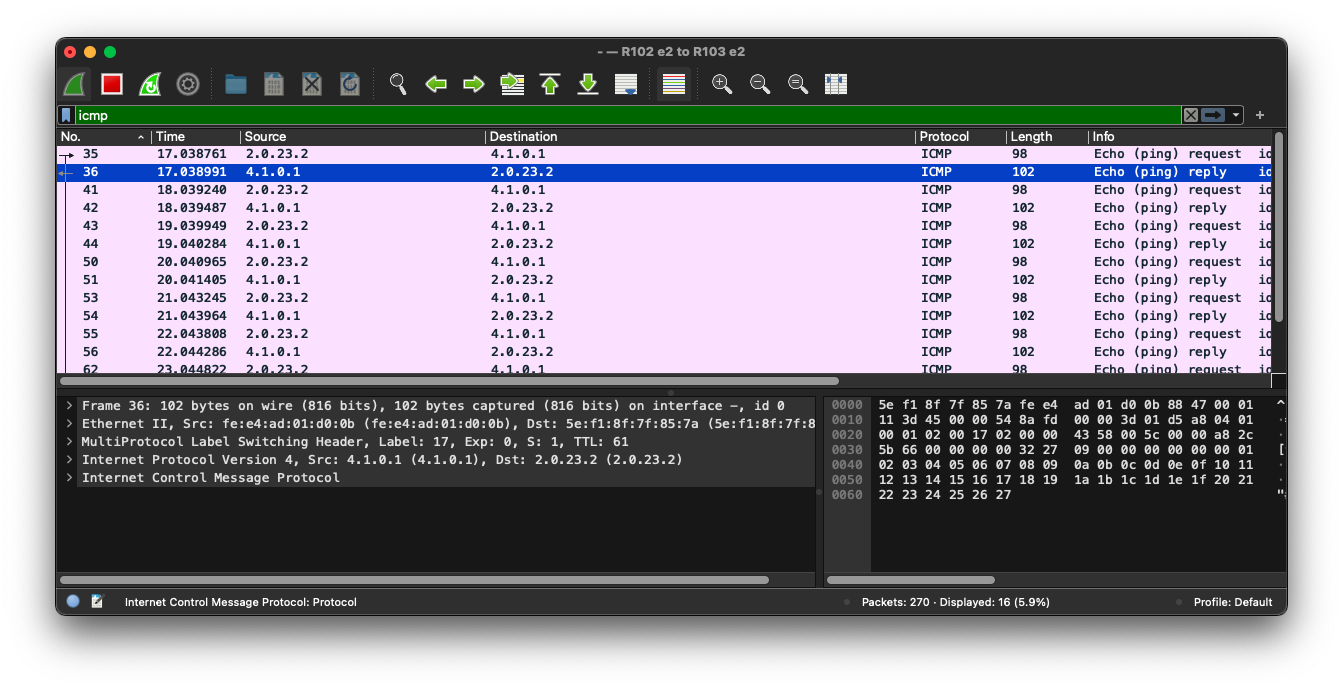 - — R102 e2 to R103 e2
icmp
No. Time Source Destination Protocol Length Info
35 17.038761 2.0.23.2 4.1.0.1 ICMP 98 Echo (ping) request
36 17.038991 4.1.0.1 2.0.23.2 ICMP 102 Echo (ping) reply
41 18.039240 2.0.23.2 4.1.0.1 ICMP 98 Echo (ping) request
42 18.039487 4.1.0.1 2.0.23.2 ICMP 102 Echo (ping) reply
43 19.039949 2.0.23.2 4.1.0.1 ICMP 98 Echo (ping) request
44 19.040284 4.1.0.1 2.0.23.2 ICMP 102 Echo (ping) reply
50 20.040965 2.0.23.2 4.1.0.1 ICMP 98 Echo (ping) request
51 20.041405 4.1.0.1 2.0.23.2 ICMP 102 Echo (ping) reply
53 21.043245 2.0.23.2 4.1.0.1 ICMP 98 Echo (ping) request
54 21.043964 4.1.0.1 2.0.23.2 ICMP 102 Echo (ping) reply
55 22.043808 2.0.23.2 4.1.0.1 ICMP 98 Echo (ping) request
56 22.044286 4.1.0.1 2.0.23.2 ICMP 102 Echo (ping) reply
62 23.044822 2.0.23.2 4.1.0.1 ICMP 98 Echo (ping) request
Frame 36: 102 bytes on wire (816 bits), 102 bytes captured (816 bits) on interface -, id 0
Ethernet II, Src: fe:e4:ad:01:d0:0b (fe:e4:ad:01:d0:0b), Dst: 5e:f1:8f:7f:85:7a (5e:f1:8f:7f:8
MultiProtocol Label Switching Header, Label: 17, Exp: 0, S: 1, TTL: 61
Internet Protocol Version 4, Src: 4.1.0.1 (4.1.0.1), Dst: 2.0.23.2 (2.0.23.2)
Internet Control Message Protocol
0000 5e f1 8f 7f 85 7a fe e4 ad 01 d0 0b 88 47 00 01 ^
0010 11 3d 45 00 00 54 8a fd 00 00 3d 01 d5 a8 04 01
0020 00 01 02 00 17 02 00 00 43 58 00 5c 00 00 a8 2c
0030 5b 66 00 00 00 00 32 27 09 00 00 00 00 00 00 01 [
0040 02 03 04 05 06 07 08 09 0a 0b 0c 0d 0e 0f 10 11
0050 12 13 14 15 16 17 18 19 1a 1b 1c 1d 1e 1f 20 21
0060 22 23 24 25 26 27
Internet Control Message Protocol: Protocol
Packets: 270 · Displayed: 16 (5.9%)
Profile: Default